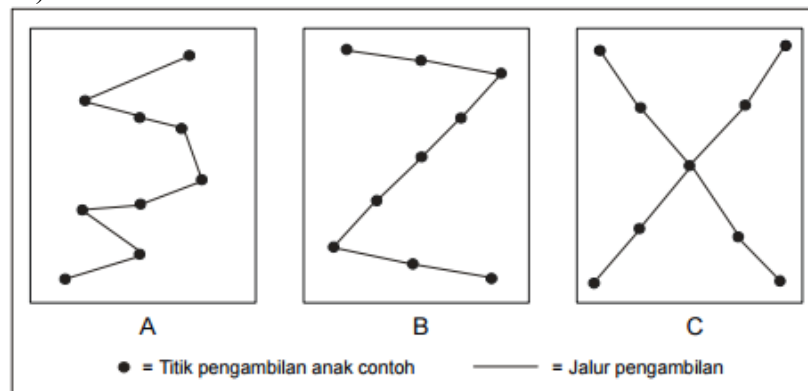 A B C
● = Titik pengambilan anak contoh —— = Jalur pengambilan